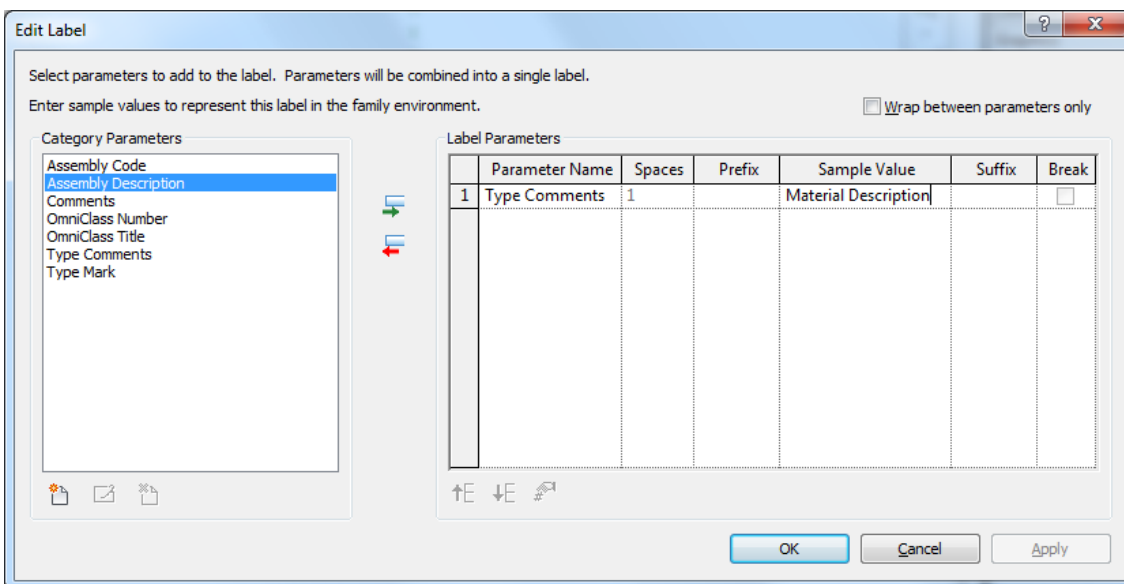 Edit Label
Select parameters to add to the label. Parameters will be combined into a single label.
Enter sample values to represent this label in the family environment.
Wrap between parameters only
Category Parameters
Assembly Code
Assembly Description
Comments
OmniClass Number
OmniClass Title
Type Comments
Type Mark
Label Parameters
Parameter Name Spaces Prefix Sample Value Suffix Break
1 Type Comments 1 Material Description
OK Cancel Apply